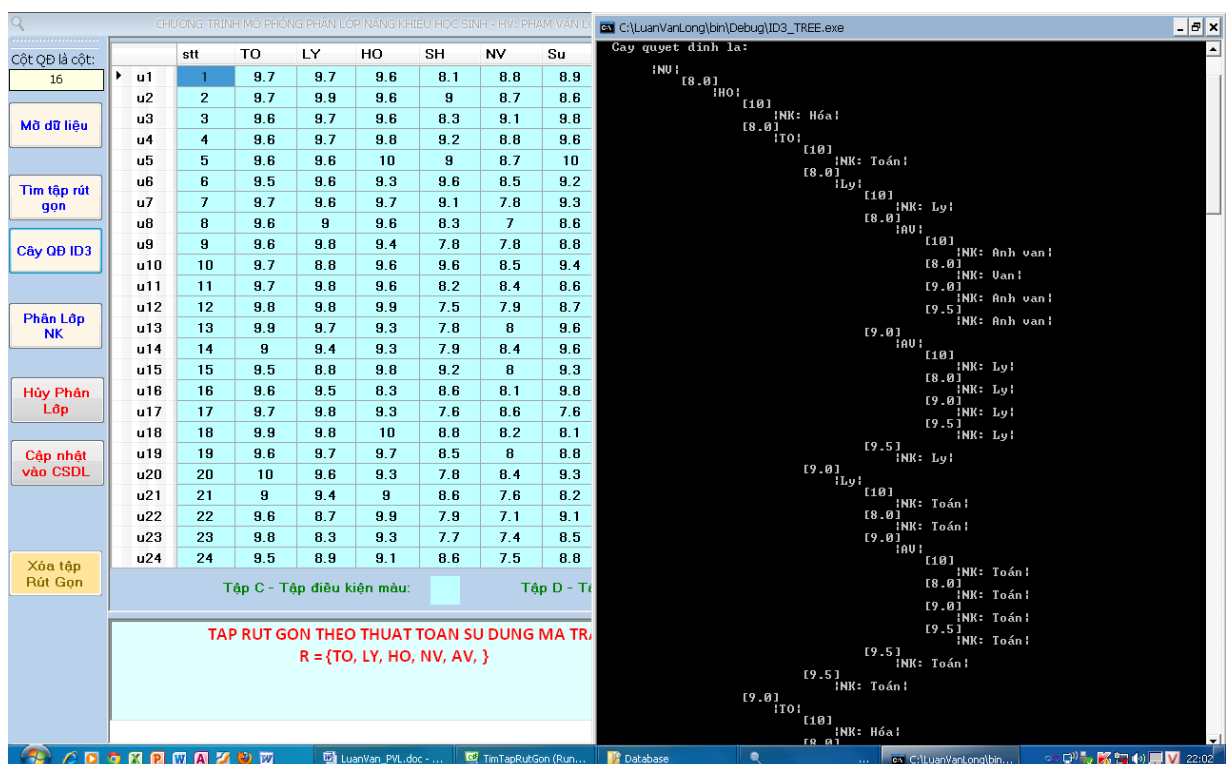 CHƯƠNG TRÌNH MÔ PHỎNG PHÂN LỚP NĂNG KHIẾU HỌC SINH - HV: PHẠM VĂN L
Cột QĐ là cột:
16
Mở dữ liệu
Tìm tập rút
gọn
Cây QĐ ID3
Phân Lớp
NK
Hủy Phân
Lớp
Cập nhật
vào CSDL
Xóa tập
Rút Gọn
stt TO LY HO SH NV Su
u1 1 9.7 9.7 9.6 8.1 8.8 8.9
u2 2 9.7 9.9 9.6 9 8.7 8.6
u3 3 9.6 9.7 9.6 8.3 9.1 9.8
u4 4 9.6 9.7 9.8 9.2 8.8 9.6
u5 5 9.6 9.6 10 9 8.7 10
u6 6 9.5 9.6 9.3 9.6 8.5 9.2
u7 7 9.7 9.6 9.7 9.1 7.8 9.3
u8 8 9.6 9 9.6 8.3 7 8.6
u9 9 9.6 9.8 9.4 7.8 7.8 8.8
u10 10 9.7 8.8 9.6 9.6 8.5 9.4
u11 11 9.7 9.8 9.6 8.2 8.4 8.6
u12 12 9.8 9.8 9.9 7.5 7.9 8.7
u13 13 9.9 9.7 9.3 7.8 8 9.6
u14 14 9 9.4 9.3 7.9 8.4 9.6
u15 15 9.5 8.8 9.8 9.2 8 9.3
u16 16 9.6 9.5 8.3 8.6 8.1 9.8
u17 17 9.7 9.8 9.3 7.6 8.6 7.6
u18 18 9.9 9.8 10 8.8 8.2 8.1
u19 19 9.6 9.7 9.7 8.5 8 8.8
u20 20 10 9.6 9.3 7.8 8.4 9.3
u21 21 9 9.4 9 8.6 7.6 8.2
u22 22 9.6 8.7 9.9 7.9 7.1 9.1
u23 23 9.8 8.3 9.3 7.7 7.4 8.5
u24 24 9.5 8.9 9.1 8.6 7.5 8.8
Tập C - Tập điều kiện màu: Tập D - Tậ
TAP RUT GON THEO THUAT TOAN SU DUNG MA TRA
R = {TO, LY, HO, NV, AV, }
C:\LuanVanLong\bin\Debug\ID3_TREE.exe
Cay quyet dinh la:
¦NV¦
[8.0]
¦HO¦
[10]
¦NK: Hóa¦
[8.0]
¦TO¦
[10]
¦NK: Toán¦
[8.0]
¦Ly¦
[10]
¦NK: Ly¦
[8.0]
¦AV¦
[10]
¦NK: Anh van¦
[8.0]
¦NK: Van¦
[9.0]
¦NK: Anh van¦
[9.5]
¦NK: Anh van¦
[9.0]
¦AV¦
[10]
¦NK: Ly¦
[8.0]
¦NK: Ly¦
[9.0]
¦NK: Ly¦
[9.5]
¦NK: Ly¦
[9.5]
¦NK: Ly¦
[9.0]
¦Ly¦
[10]
¦NK: Toán¦
[8.0]
¦NK: Toán¦
[9.0]
¦AV¦
[10]
¦NK: Toán¦
[8.0]
¦NK: Toán¦
[9.0]
¦NK: Toán¦
[9.5]
¦NK: Toán¦
[9.5]
¦NK: Toán¦
[9.5]
¦NK: Toán¦
[9.0]
¦TO¦
[10]
¦NK: Hóa¦
[8.0]
LuanVan_PVL.doc - ... TimTapRutGon (Run... Database ... C:\LuanVanLong\bin... 22:02